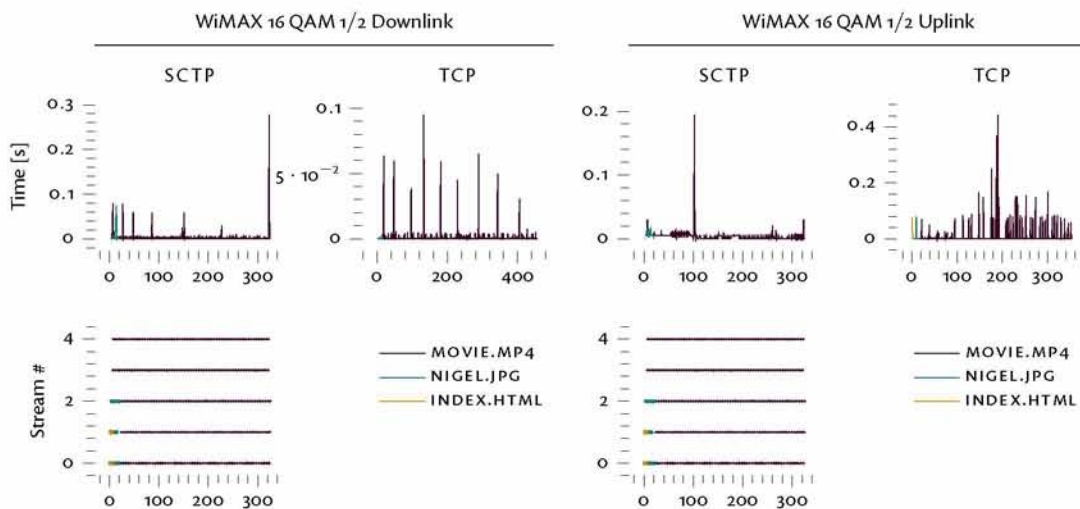 WiMAX 16 QAM 1/2 Downlink
WiMAX 16 QAM 1/2 Uplink
SCTP
TCP
SCTP
TCP
Time [s]
0.3
0.2
0.1
0
0 100 200 300
0.1
5 · 10⁻²
0
0 200 400
0.2
0.1
0
0 100 200 300
0.4
0.2
0
0 100 200 300
Stream #
4
2
0
0 100 200 300
MOVIE.MP4
NIGEL.JPG
INDEX.HTML
4
2
0
0 100 200 300
MOVIE.MP4
NIGEL.JPG
INDEX.HTML